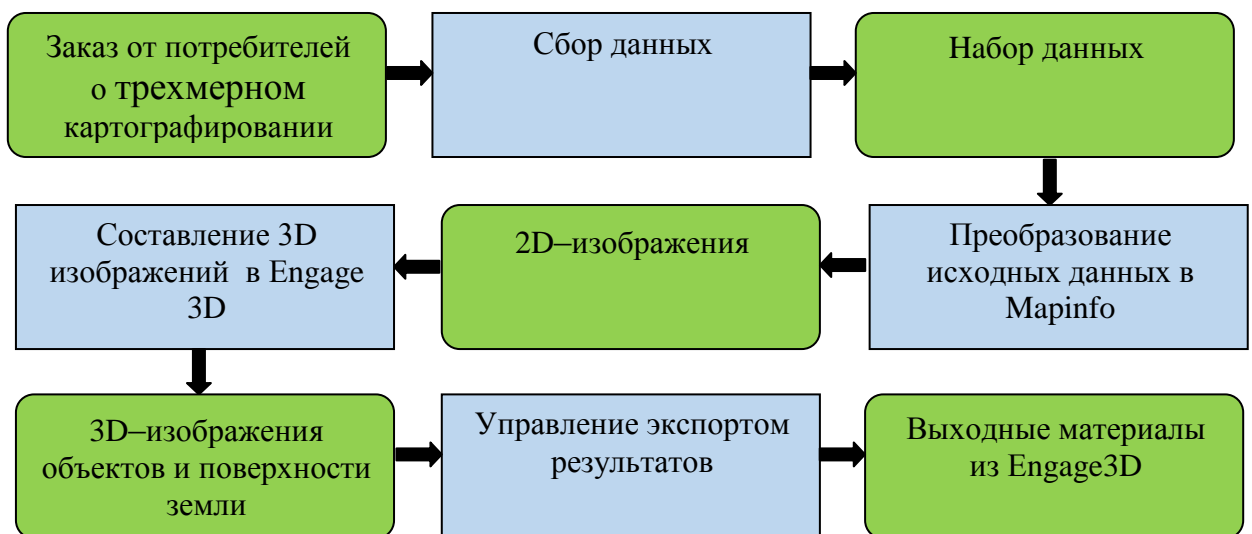 Заказ от потребителей
о трехмерном
картографировании
Сбор данных
Набор данных
Преобразование
исходных данных в
Mapinfo
2D–изображения
Составление 3D
изображений в Engage
3D
3D–изображения
объектов и поверхности
земли
Управление экспортом
результатов
Выходные материалы
из Engage3D